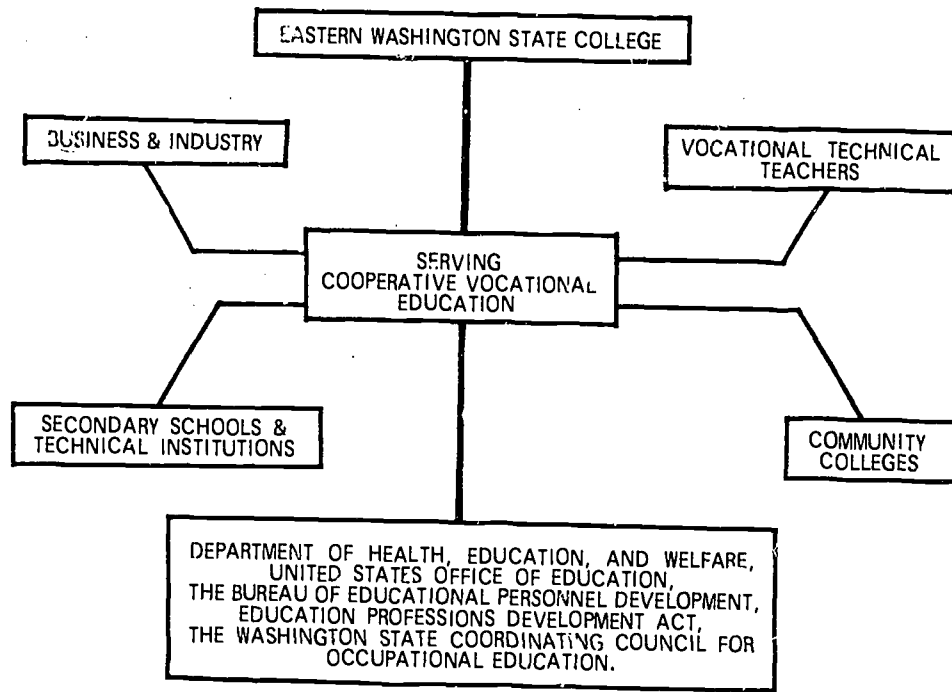 EASTERN WASHINGTON STATE COLLEGE
BUSINESS & INDUSTRY
VOCATIONAL TECHNICAL
TEACHERS
SERVING
COOPERATIVE VOCATIONAL
EDUCATION
SECONDARY SCHOOLS &
TECHNICAL INSTITUTIONS
COMMUNITY
COLLEGES
DEPARTMENT OF HEALTH, EDUCATION, AND WELFARE,
UNITED STATES OFFICE OF EDUCATION,
THE BUREAU OF EDUCATIONAL PERSONNEL DEVELOPMENT,
EDUCATION PROFESSIONS DEVELOPMENT ACT,
THE WASHINGTON STATE COORDINATING COUNCIL FOR
OCCUPATIONAL EDUCATION.